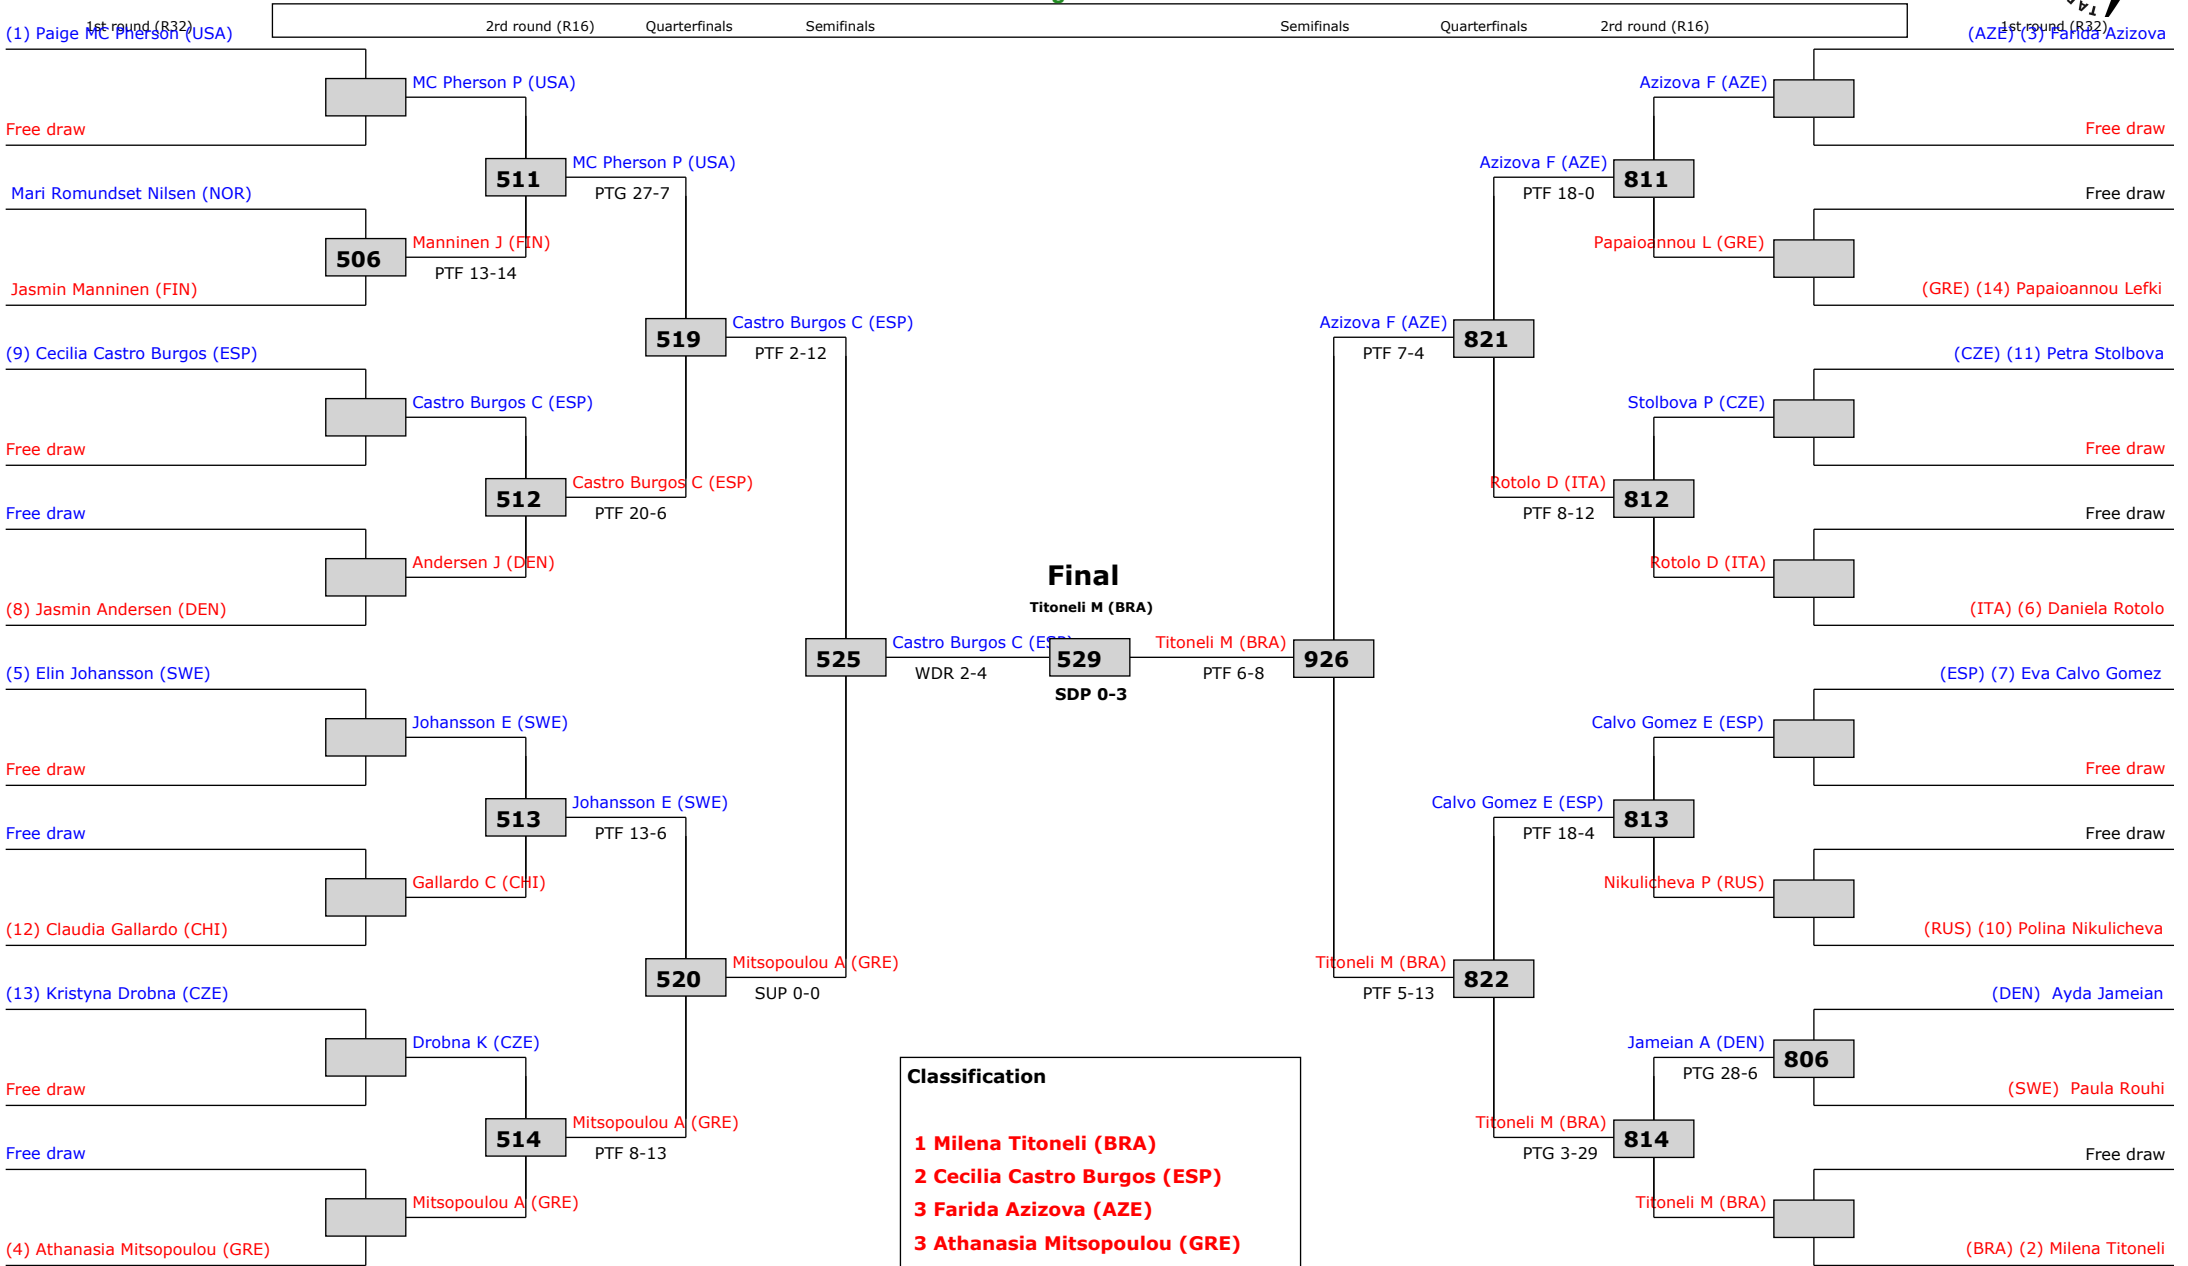 1st round (R32)
2rd round (R16)
Quarterfinals
Semifinals
Semifinals
Quarterfinals
2rd round (R16)
1st round (R32)
(1) Paige MC Pherson (USA)
MC Pherson P (USA)
Free draw
MC Pherson P (USA)
511
PTG 27-7
Mari Romundset Nilsen (NOR)
Manninen J (FIN)
506
PTF 13-14
Jasmin Manninen (FIN)
Castro Burgos C (ESP)
519
PTF 2-12
(9) Cecilia Castro Burgos (ESP)
Castro Burgos C (ESP)
Free draw
Castro Burgos C (ESP)
512
PTF 20-6
Free draw
Andersen J (DEN)
(8) Jasmin Andersen (DEN)
525
Castro Burgos C (ESP)
WDR 2-4
(5) Elin Johansson (SWE)
Johansson E (SWE)
Free draw
Johansson E (SWE)
513
PTF 13-6
Free draw
Gallardo C (CHI)
(12) Claudia Gallardo (CHI)
Mitsopoulou A (GRE)
520
SUP 0-0
(13) Kristyna Drobna (CZE)
Drobna K (CZE)
Free draw
Mitsopoulou A (GRE)
514
PTF 8-13
Free draw
Mitsopoulou A (GRE)
(4) Athanasia Mitsopoulou (GRE)
Final
Titoneli M (BRA)
529
SDP 0-3
(AZE) (3) Farida Azizova
Azizova F (AZE)
Free draw
Azizova F (AZE)
811
PTF 18-0
Free draw
Papaioannou L (GRE)
(GRE) (14) Papaioannou Lefki
Azizova F (AZE)
821
PTF 7-4
(CZE) (11) Petra Stolbova
Stolbova P (CZE)
Free draw
Rotolo D (ITA)
812
PTF 8-12
Free draw
Rotolo D (ITA)
(ITA) (6) Daniela Rotolo
Titoneli M (BRA)
926
PTF 6-8
(ESP) (7) Eva Calvo Gomez
Calvo Gomez E (ESP)
Free draw
Calvo Gomez E (ESP)
813
PTF 18-4
Free draw
Nikulicheva P (RUS)
(RUS) (10) Polina Nikulicheva
Titoneli M (BRA)
822
PTF 5-13
(DEN) Ayda Jameian
Jameian A (DEN)
806
PTG 28-6
(SWE) Paula Rouhi
Titoneli M (BRA)
814
PTG 3-29
Free draw
Titoneli M (BRA)
(BRA) (2) Milena Titoneli
Classification
1 Milena Titoneli (BRA)
2 Cecilia Castro Burgos (ESP)
3 Farida Azizova (AZE)
3 Athanasia Mitsopoulou (GRE)